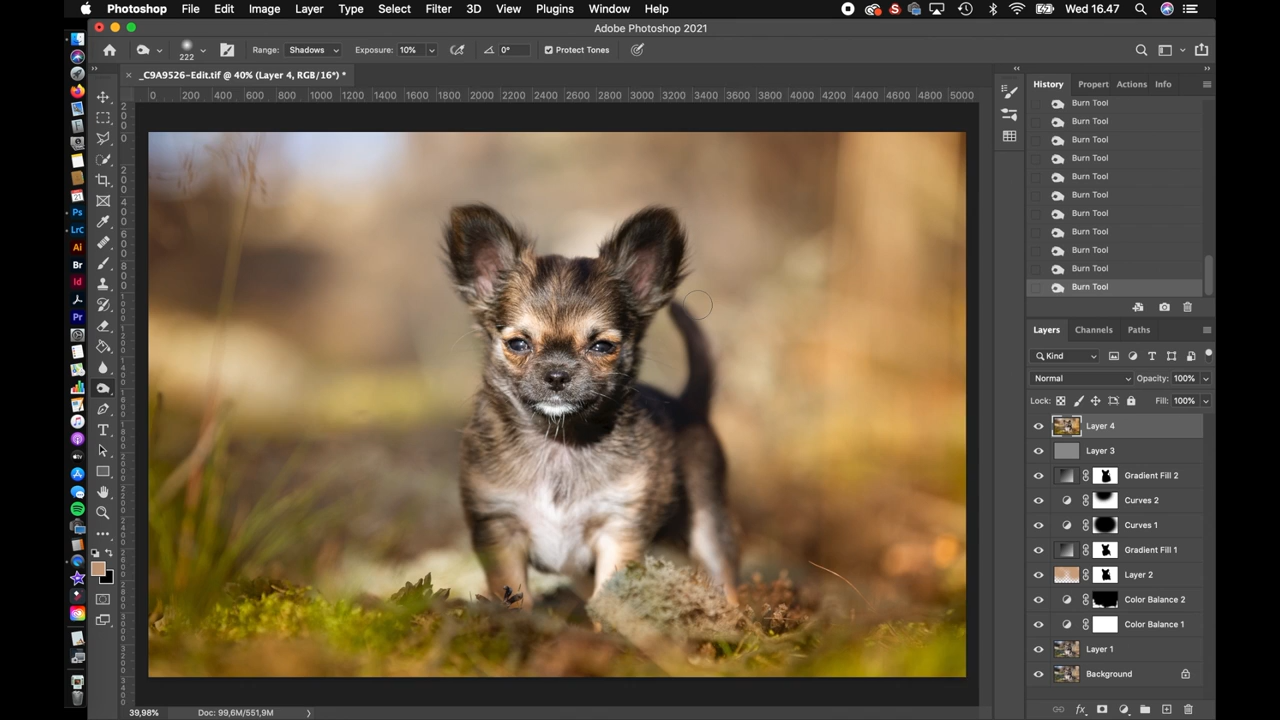 Photoshop File Edit Image Layer Type Select Filter 3D View Plugins Window Help Wed 16.47
Adobe Photoshop 2021
222 Range: Shadows Exposure: 10% 0° Protect Tones
_C9A9526-Edit.tif @ 40% (Layer 4, RGB/16*) *
0 200 400 600 800 1000 1200 1400 1600 1800 2000 2200 2400 2600 2800 3000 3200 3400 3600 3800 4000 4200 4400 4600 4800 5000
History Propert Actions Info
Burn Tool
Burn Tool
Burn Tool
Burn Tool
Burn Tool
Burn Tool
Burn Tool
Burn Tool
Burn Tool
Burn Tool
Burn Tool
Layers Channels Paths
Kind
Normal Opacity: 100%
Lock: Fill: 100%
Layer 4
Layer 3
Gradient Fill 2
Curves 2
Curves 1
Gradient Fill 1
Layer 2
Color Balance 2
Color Balance 1
Layer 1
Background
Ps
LrC
Ai
Br
Id
Pr
39,98% Doc: 99,6M/551,9M